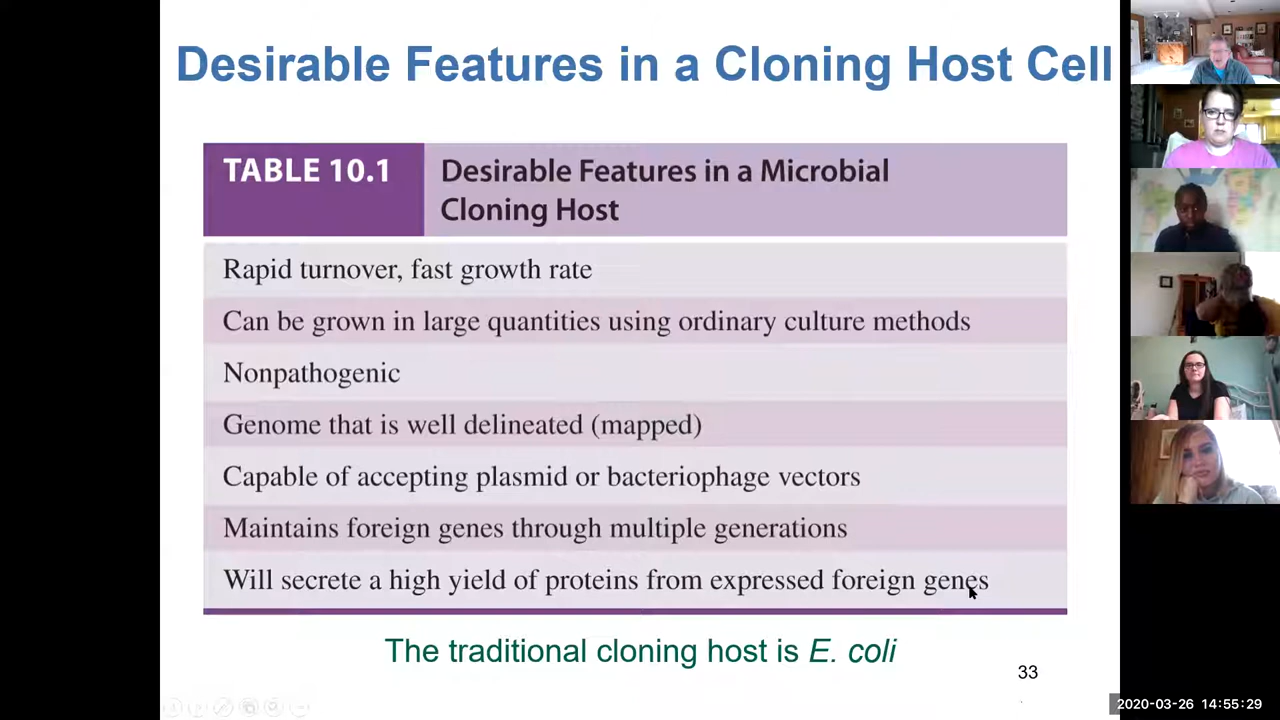 Desirable Features in a Cloning Host Cell
TABLE 10.1
Desirable Features in a Microbial
Cloning Host
Rapid turnover, fast growth rate
Can be grown in large quantities using ordinary culture methods
Nonpathogenic
Genome that is well delineated (mapped)
Capable of accepting plasmid or bacteriophage vectors
Maintains foreign genes through multiple generations
Will secrete a high yield of proteins from expressed foreign genes
The traditional cloning host is E. coli
33
2020-03-26 14:55:29